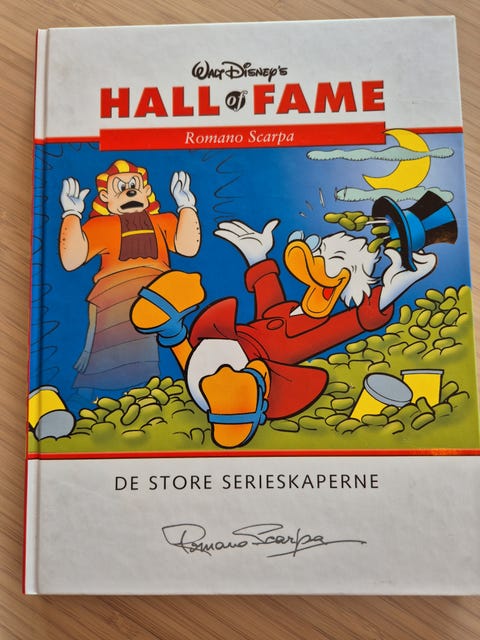 WALT DISNEY'S
HALL of FAME
Romano Scarpa
DE STORE SERIESKAPERNE
Romano Scarpa